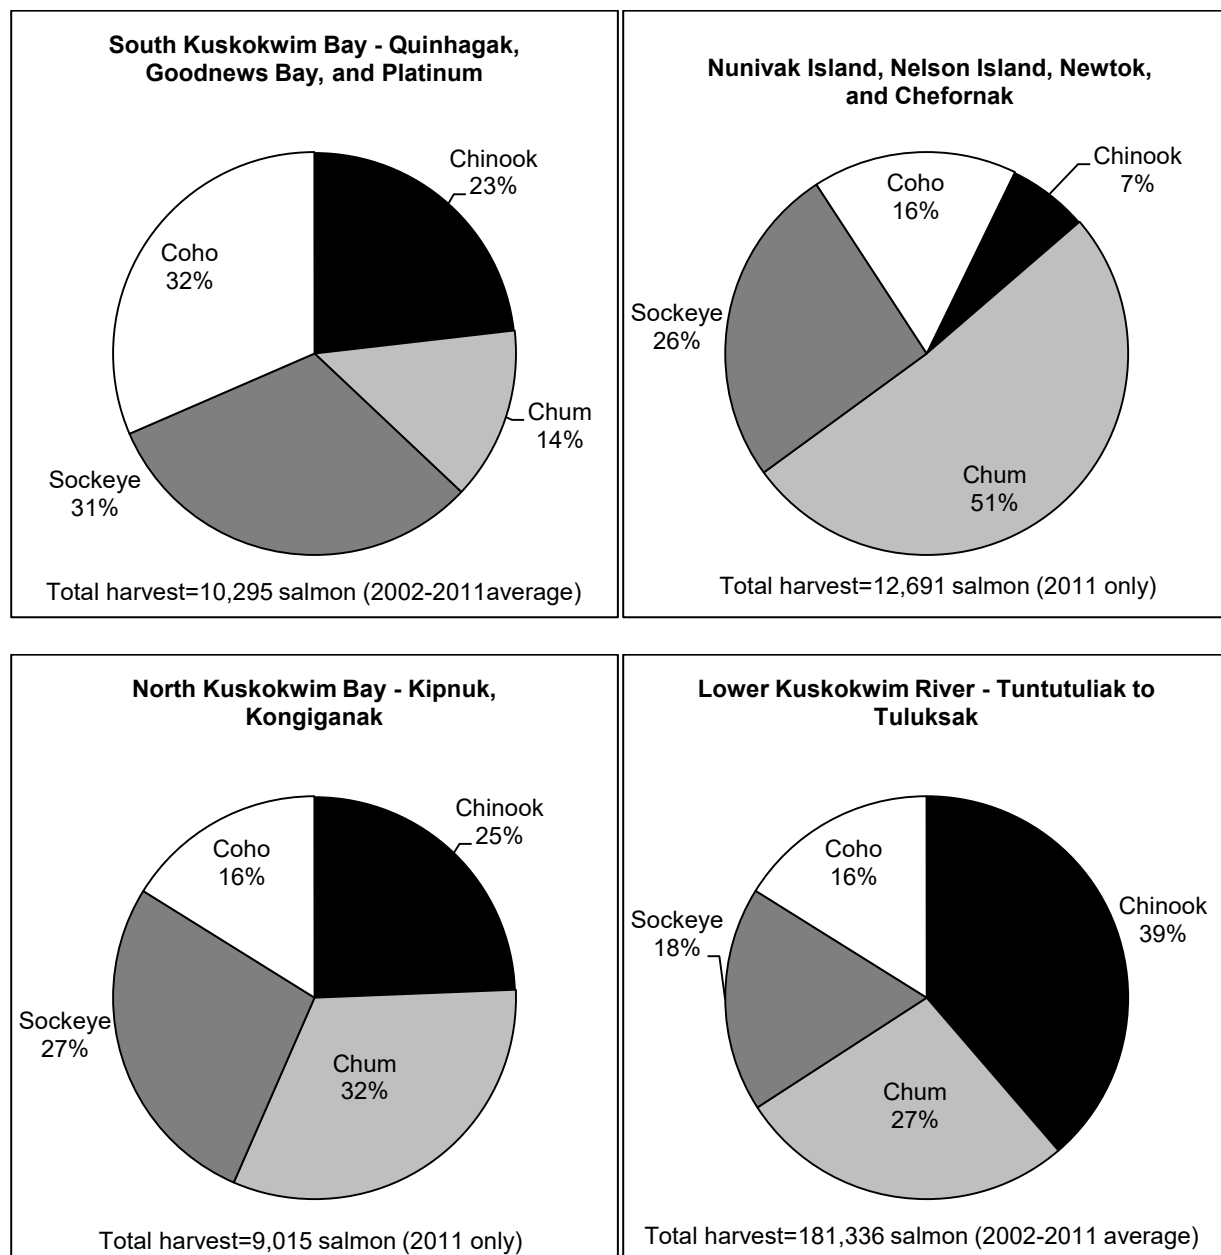 South Kuskokwim Bay - Quinhagak,
Goodnews Bay, and Platinum
Chinook
23%
Coho
32%
Chum
14%
Sockeye
31%
Total harvest=10,295 salmon (2002-2011average)
Nunivak Island, Nelson Island, Newtok,
and Chefornak
Chinook
7%
Coho
16%
Sockeye
26%
Chum
51%
Total harvest=12,691 salmon (2011 only)
North Kuskokwim Bay - Kipnuk,
Kongiganak
Chinook
25%
Coho
16%
Sockeye
27%
Chum
32%
Total harvest=9,015 salmon (2011 only)
Lower Kuskokwim River - Tuntutuliak to
Tuluksak
Coho
16%
Chinook
39%
Sockeye
18%
Chum
27%
Total harvest=181,336 salmon (2002-2011 average)